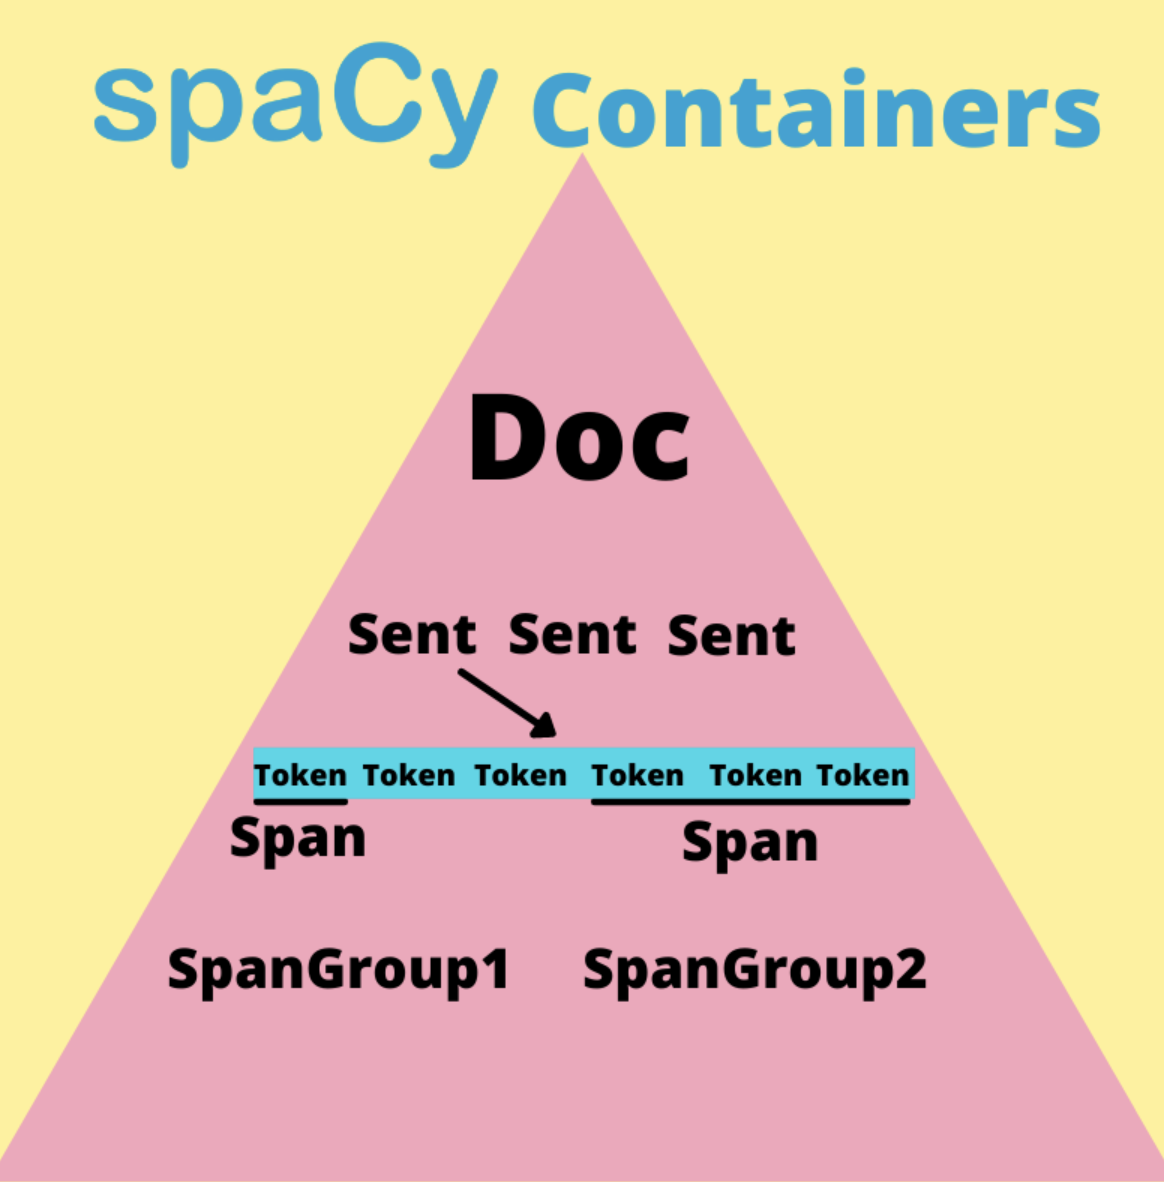 spaCy Containers
Doc
Sent Sent Sent
Token Token Token Token Token Token
Span Span
SpanGroup1 SpanGroup2